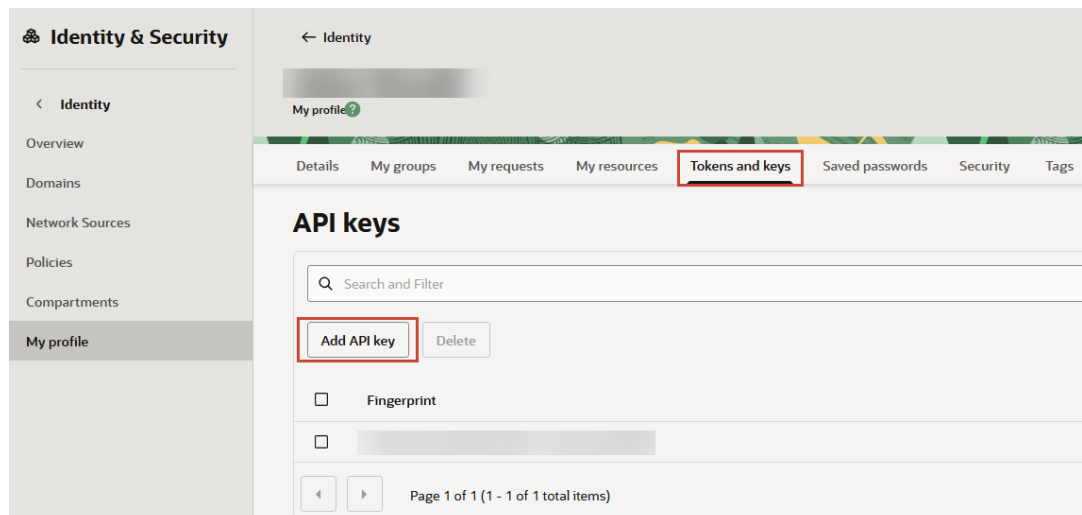 Identity & Security
Identity
Overview
Domains
Network Sources
Policies
Compartments
My profile
← Identity
My profile ?
Details My groups My requests My resources Tokens and keys Saved passwords Security Tags
API keys
Search and Filter
Add API key Delete
Fingerprint
Page 1 of 1 (1 - 1 of 1 total items)